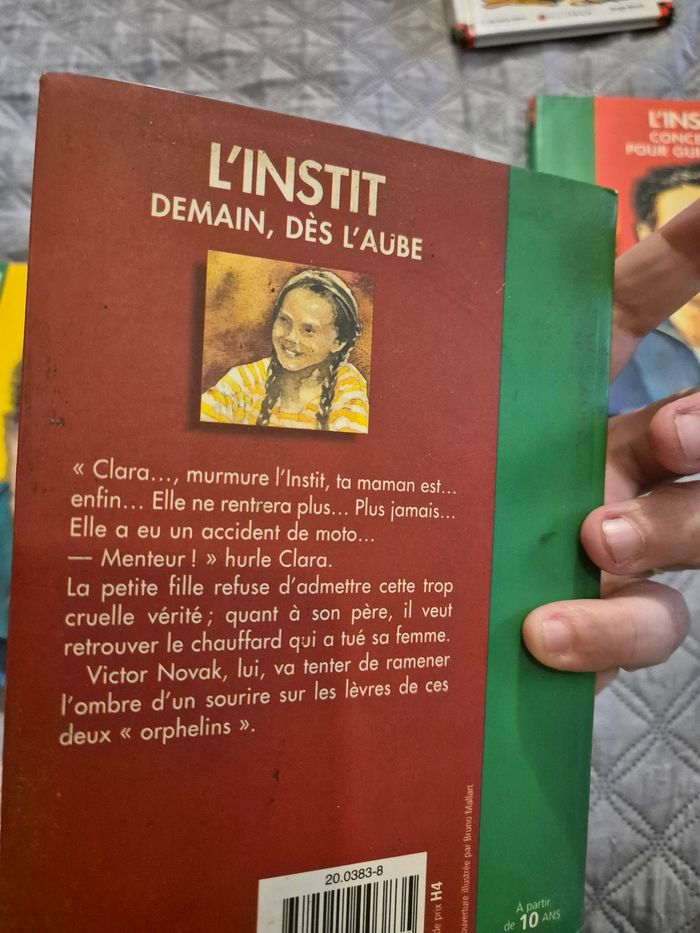 L'INSTIT
DEMAIN, DÈS L'AUBE
« Clara..., murmure l'Instit, ta maman est...
enfin... Elle ne rentrera plus... Plus jamais...
Elle a eu un accident de moto...
— Menteur ! » hurle Clara.
La petite fille refuse d'admettre cette trop
cruelle vérité ; quant à son père, il veut
retrouver le chauffard qui a tué sa femme.
Victor Novak, lui, va tenter de ramener
l'ombre d'un sourire sur les lèvres de ces
deux « orphelins ».
20.0383-8
de prix H4
ouverture illustrée par Bruno Mallart
À partir
de 10 ANS
L'INS
CONCE
POUR GUI